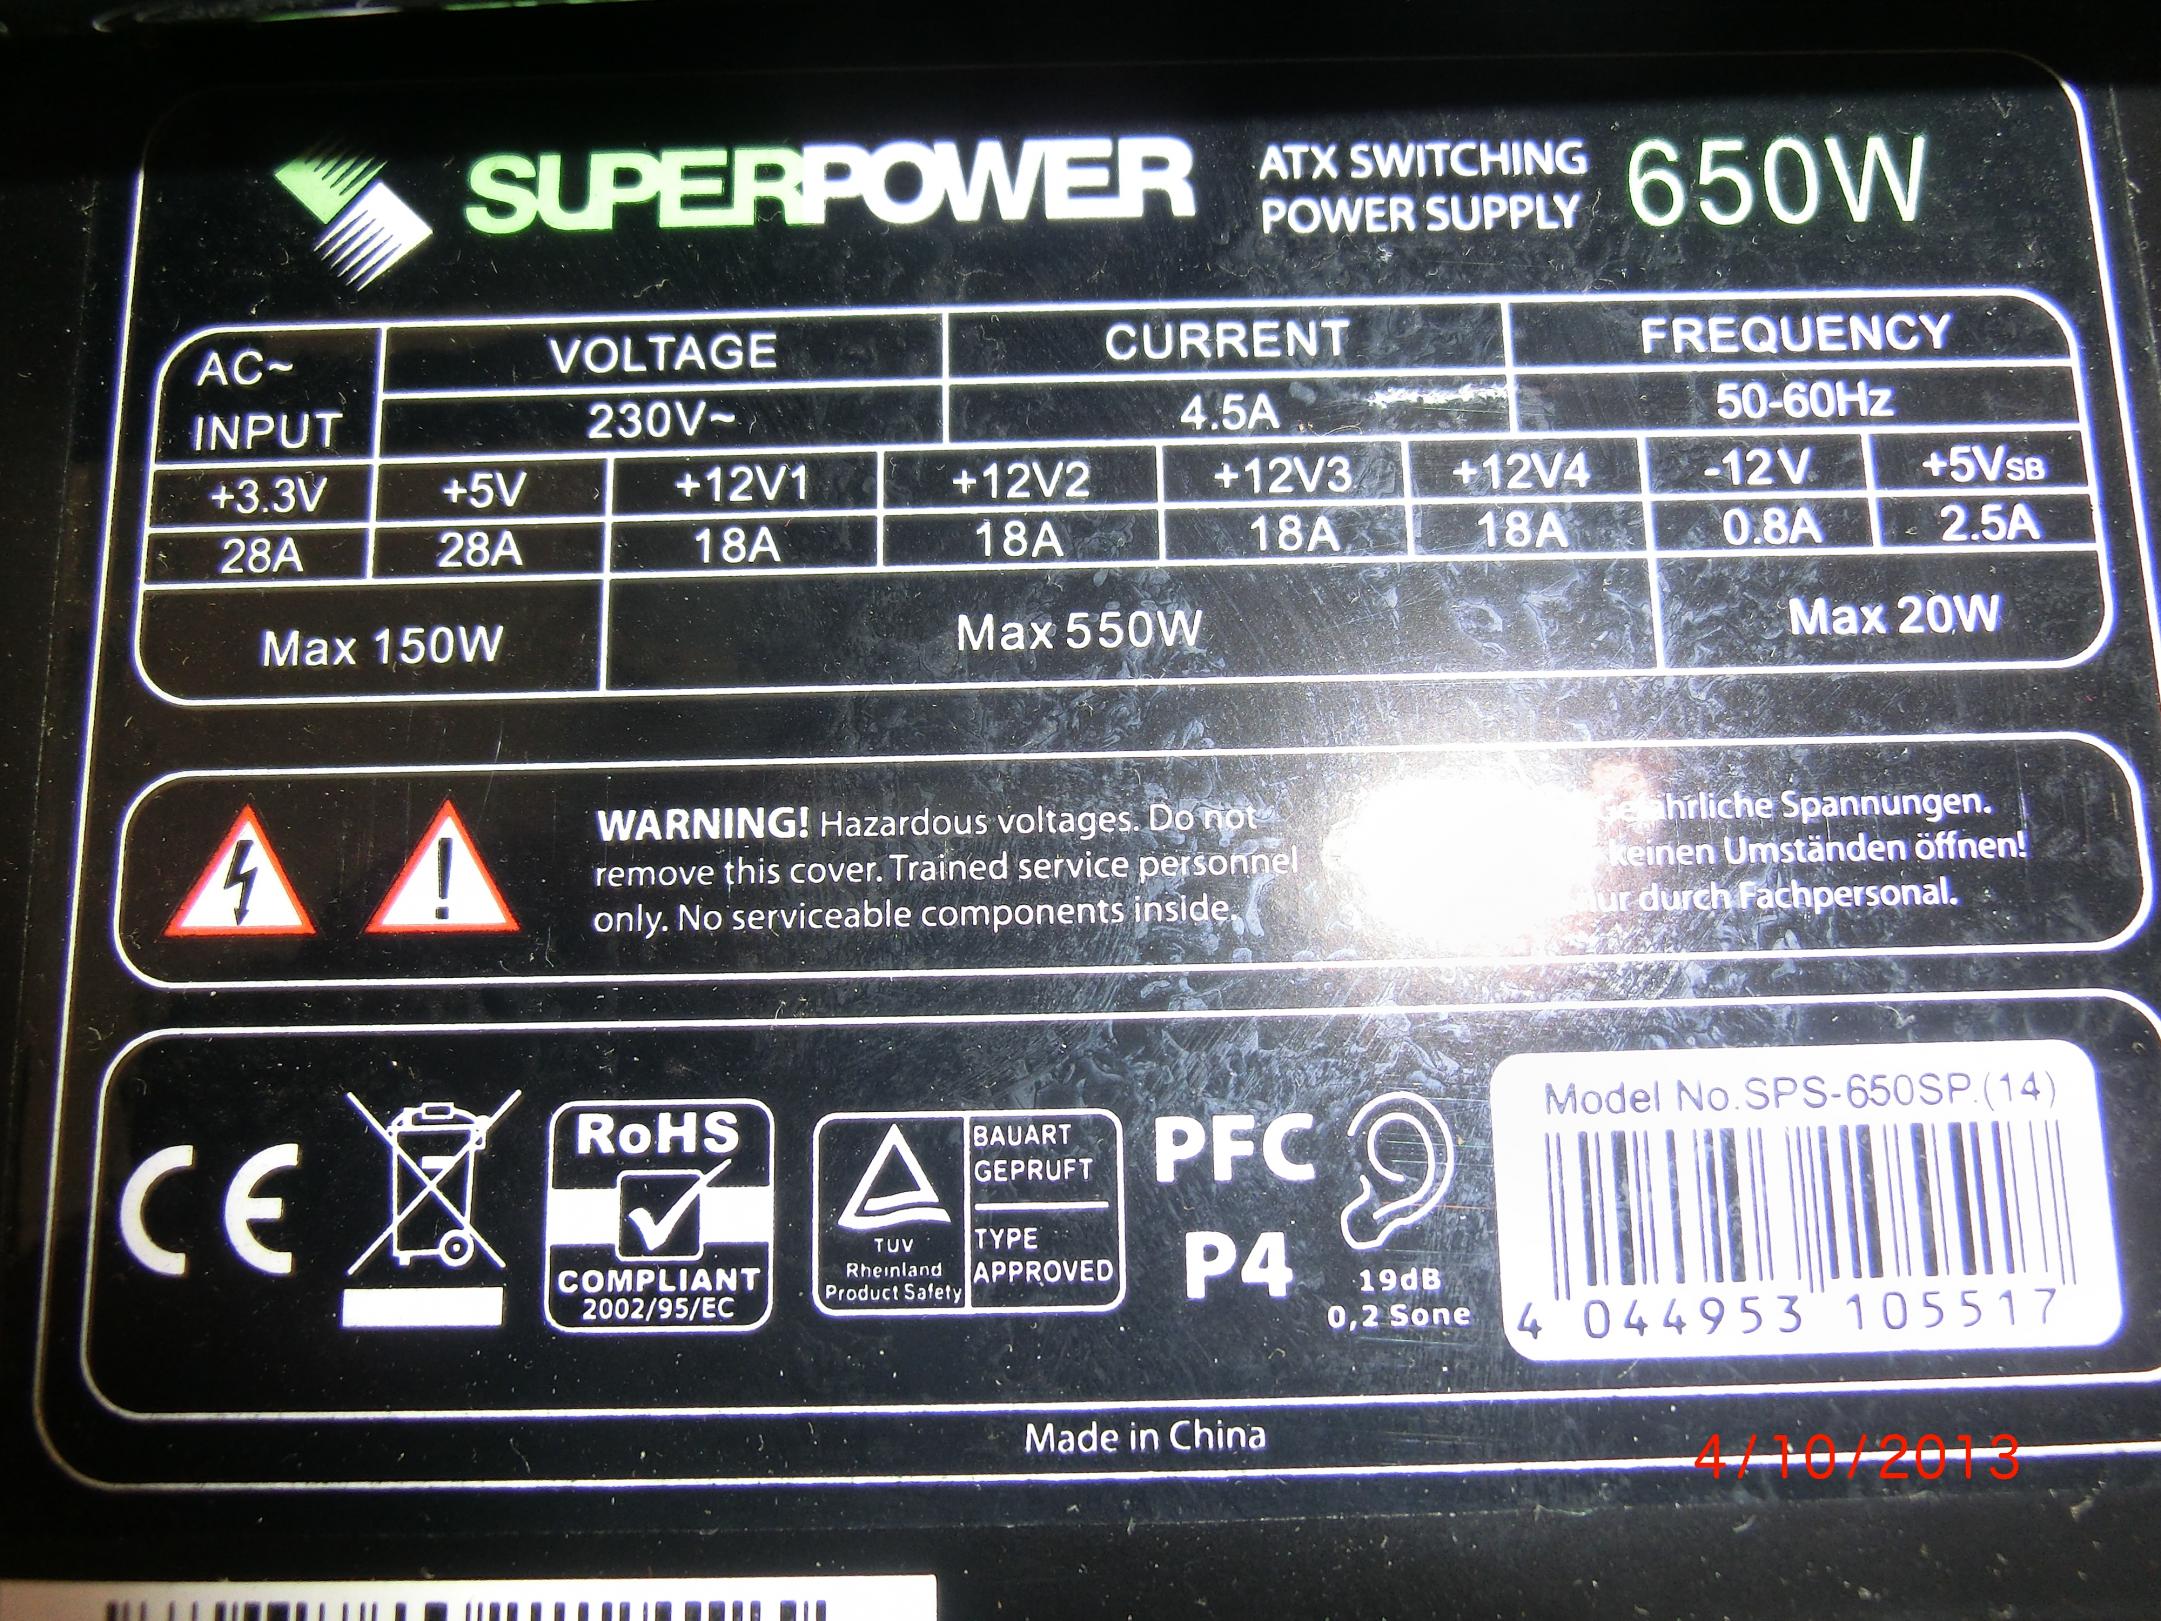 SUPERPOWER
ATX SWITCHING
POWER SUPPLY
650W
AC~
INPUT
VOLTAGE CURRENT FREQUENCY
230V~ 4.5A 50-60Hz
+3.3V +5V +12V1 +12V2 +12V3 +12V4 -12V +5VSB
28A 28A 18A 18A 18A 18A 0.8A 2.5A
Max 150W Max 550W Max 20W
WARNING! Hazardous voltages. Do not
remove this cover. Trained service personnel
only. No serviceable components inside.
Gefährliche Spannungen.
keinen Umständen öffnen!
nur durch Fachpersonal.
CE
RoHS
COMPLIANT
2002/95/EC
TUV
Rheinland
Product Safety
BAUART
GEPRUFT
TYPE
APPROVED
PFC
P4
19dB
0,2 Sone
Model No.SPS-650SP.(14)
4 044953 105517
Made in China
4/10/2013